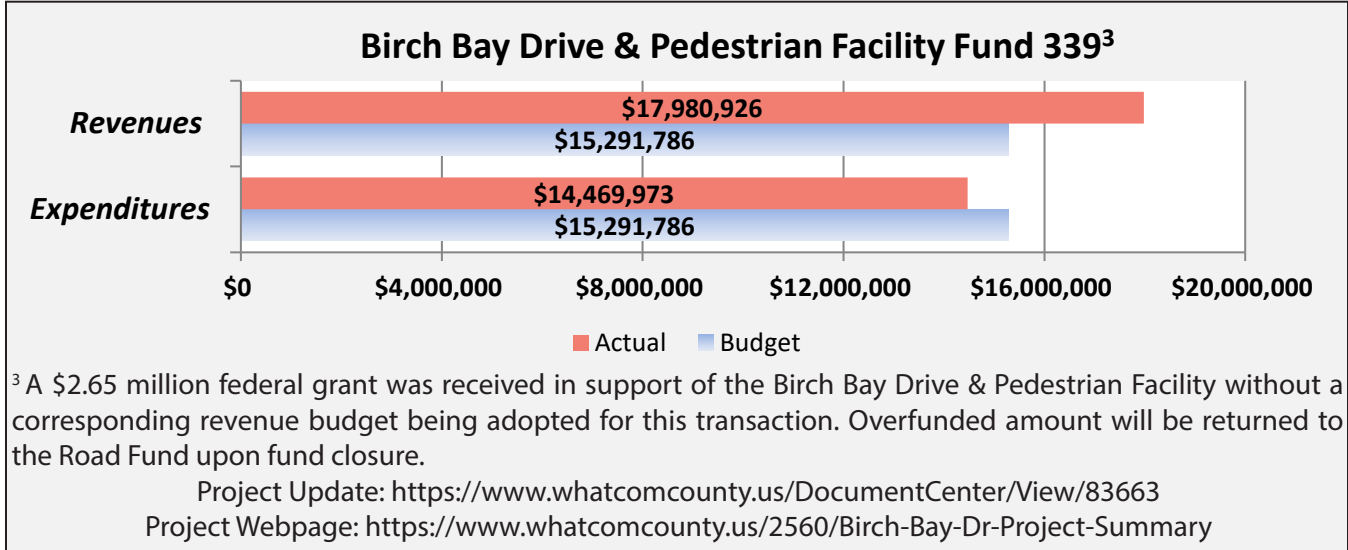 Birch Bay Drive & Pedestrian Facility Fund 339³
Revenues
$17,980,926
$15,291,786
Expenditures
$14,469,973
$15,291,786
$0 $4,000,000 $8,000,000 $12,000,000 $16,000,000 $20,000,000
Actual Budget
³ A $2.65 million federal grant was received in support of the Birch Bay Drive & Pedestrian Facility without a
corresponding revenue budget being adopted for this transaction. Overfunded amount will be returned to
the Road Fund upon fund closure.
Project Update: https://www.whatcomcounty.us/DocumentCenter/View/83663
Project Webpage: https://www.whatcomcounty.us/2560/Birch-Bay-Dr-Project-Summary